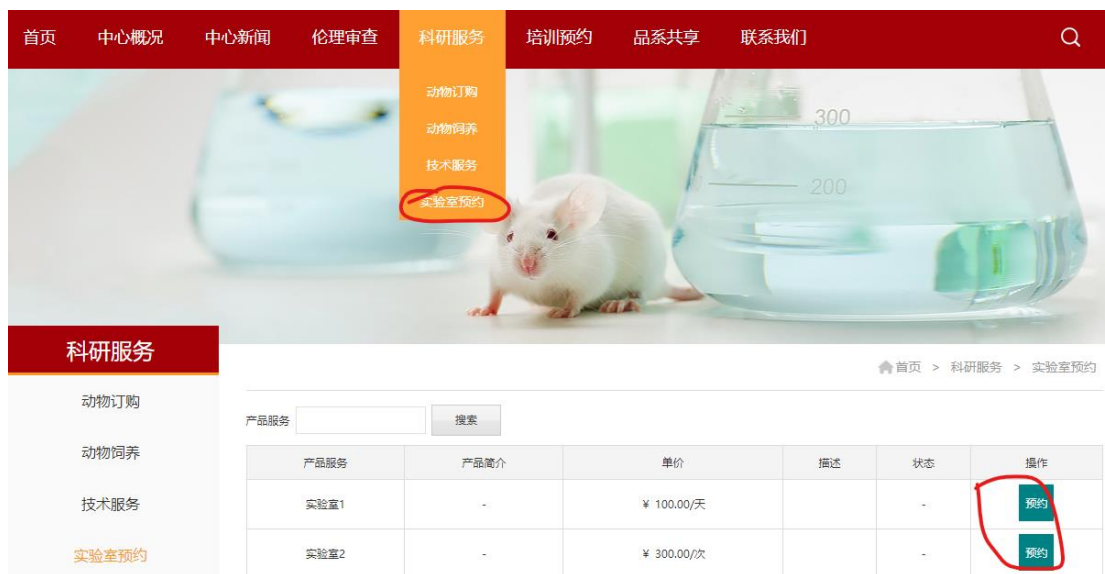 首页 中心概况 中心新闻 伦理审查 科研服务 培训预约 品系共享 联系我们
动物订购
动物饲养
技术服务
实验室预约
300
200
科研服务
首页 > 科研服务 > 实验室预约
动物订购
动物饲养
技术服务
实验室预约
产品服务 搜索
产品服务 产品简介 单价 描述 状态 操作
实验室1 - ¥ 100.00/天 - 预约
实验室2 - ¥ 300.00/次 - 预约